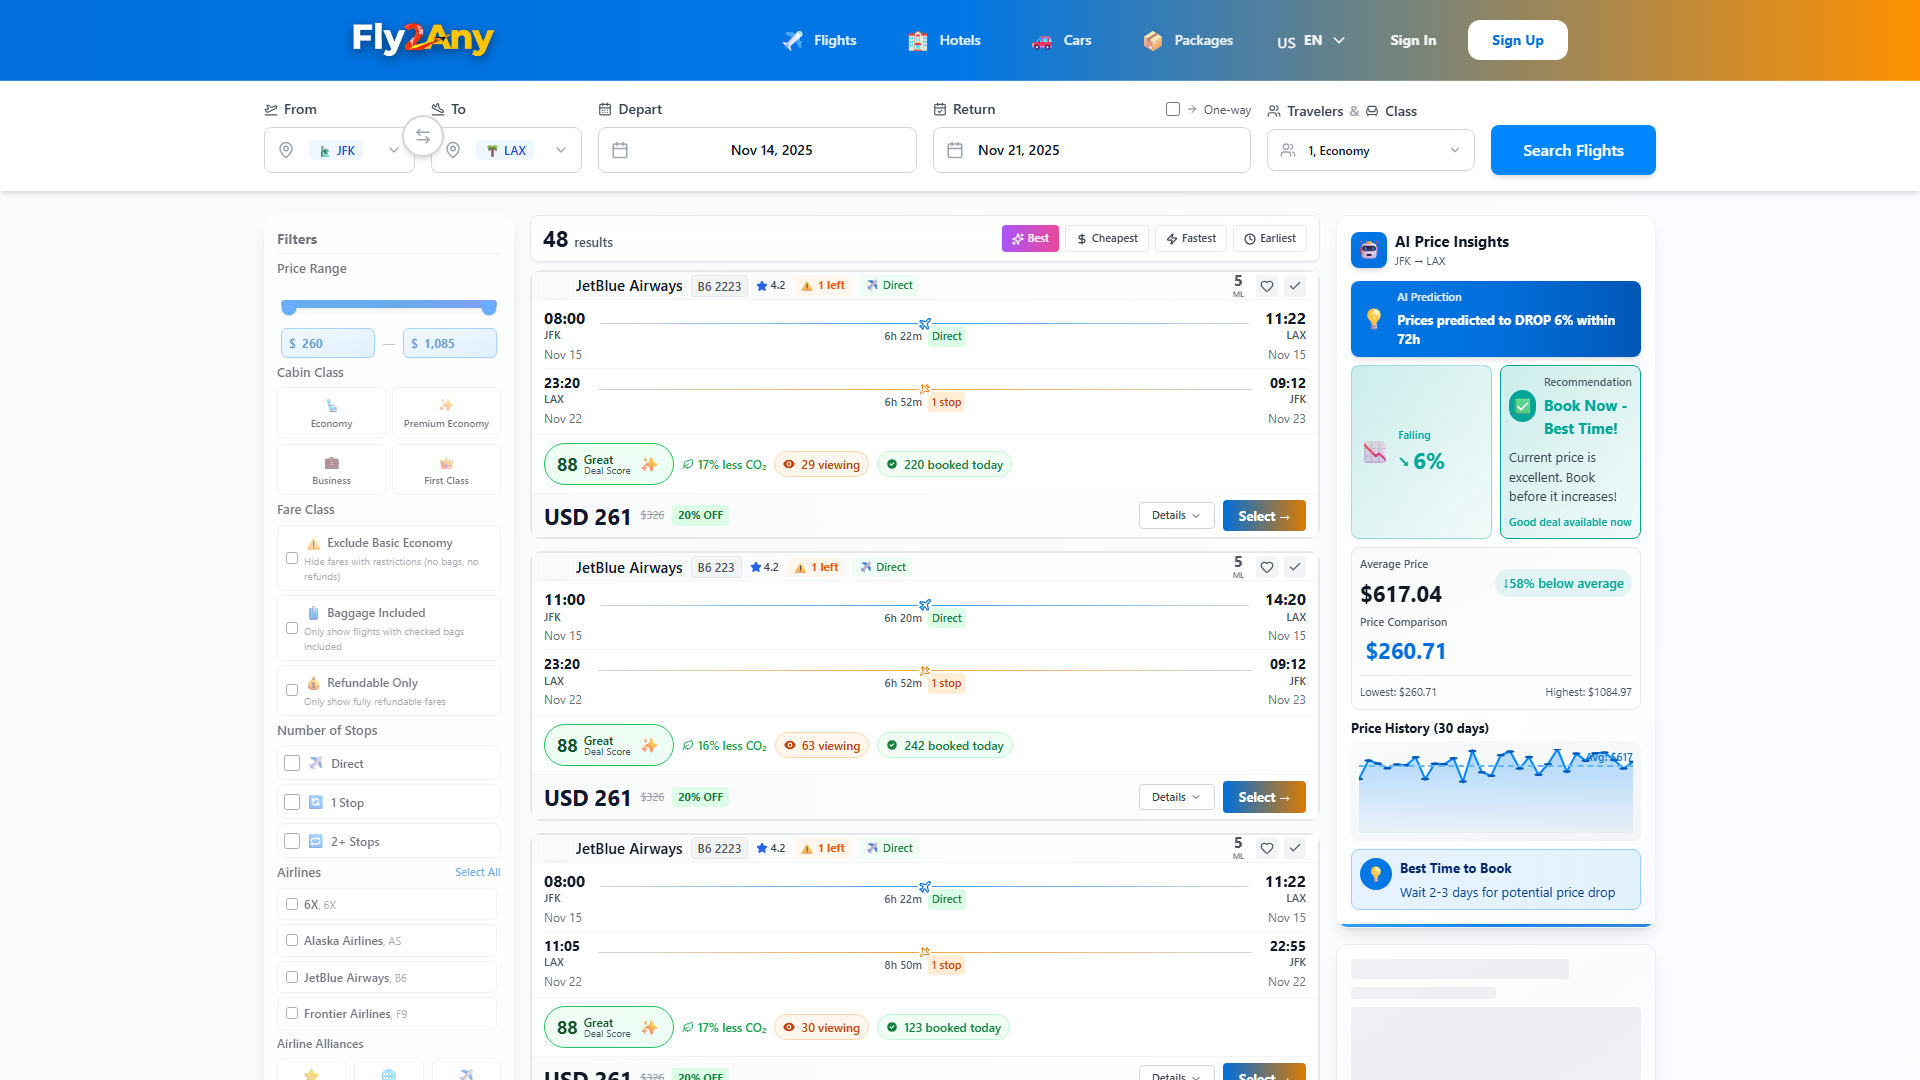 Fly2Any
Flights
Hotels
Cars
Packages
US EN
Sign In
Sign Up
From
To
Depart
Return
One-way
Travelers & Class
JFK
LAX
Nov 14, 2025
Nov 21, 2025
1, Economy
Search Flights
Filters
Price Range
$ 260 — $ 1,085
Cabin Class
Economy
Premium Economy
Business
First Class
Fare Class
Exclude Basic Economy
Hide fares with restrictions (no bags, no
refunds)
Baggage Included
Only show flights with checked bags
included
Refundable Only
Only show fully refundable fares
Number of Stops
Direct
1 Stop
2+ Stops
Airlines
Select All
6X, 6X
Alaska Airlines, AS
JetBlue Airways, B6
Frontier Airlines, F9
Airline Alliances
48 results
Best
$ Cheapest
Fastest
Earliest
JetBlue Airways B6 2223 4.2 1 left Direct
5
ML
08:00
JFK
Nov 15
6h 22m Direct
11:22
LAX
Nov 15
23:20
LAX
Nov 22
6h 52m 1 stop
09:12
JFK
Nov 23
88 Great
Deal Score
17% less CO₂
29 viewing
220 booked today
USD 261 $326 20% OFF
Details
Select →
JetBlue Airways B6 223 4.2 1 left Direct
5
ML
11:00
JFK
Nov 15
6h 20m Direct
14:20
LAX
Nov 15
23:20
LAX
Nov 22
6h 52m 1 stop
09:12
JFK
Nov 23
88 Great
Deal Score
16% less CO₂
63 viewing
242 booked today
USD 261 $326 20% OFF
Details
Select →
JetBlue Airways B6 2223 4.2 1 left Direct
5
ML
08:00
JFK
Nov 15
6h 22m Direct
11:22
LAX
Nov 15
11:05
LAX
Nov 22
8h 50m 1 stop
22:55
JFK
Nov 22
88 Great
Deal Score
17% less CO₂
30 viewing
123 booked today
USD 261 $326 20% OFF
Details
Select →
AI Price Insights
JFK → LAX
AI Prediction
Prices predicted to DROP 6% within
72h
Falling
↘ 6%
Recommendation
Book Now -
Best Time!
Current price is
excellent. Book
before it increases!
Good deal available now
Average Price
$617.04
↓58% below average
Price Comparison
$260.71
Lowest: $260.71
Highest: $1084.97
Price History (30 days)
Avg: $617
Best Time to Book
Wait 2-3 days for potential price drop